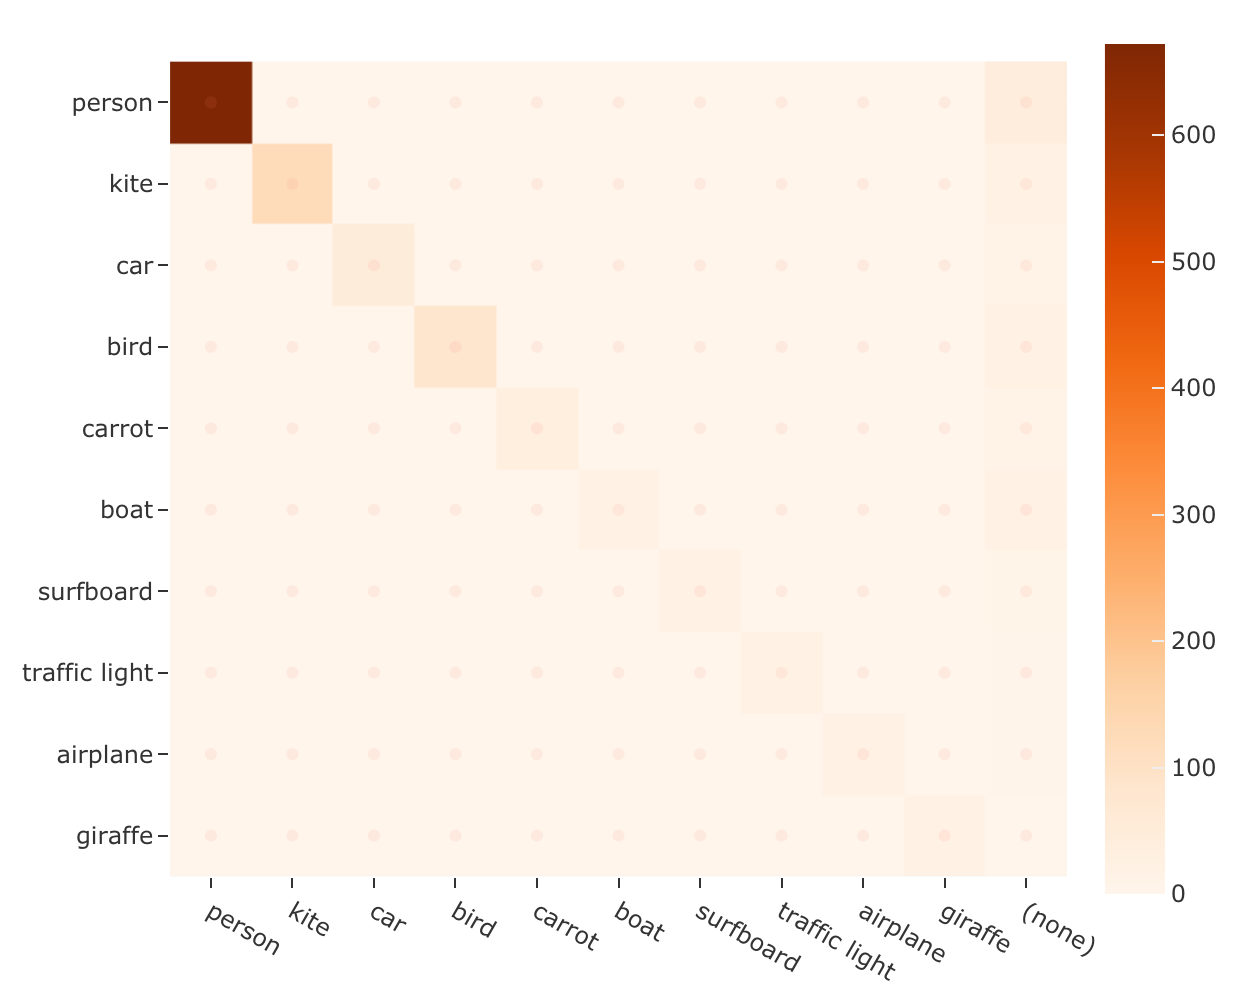 person
kite
car
bird
carrot
boat
surfboard
traffic light
airplane
giraffe
person
kite
car
bird
carrot
boat
surfboard
traffic light
airplane
giraffe
(none)
600
500
400
300
200
100
0